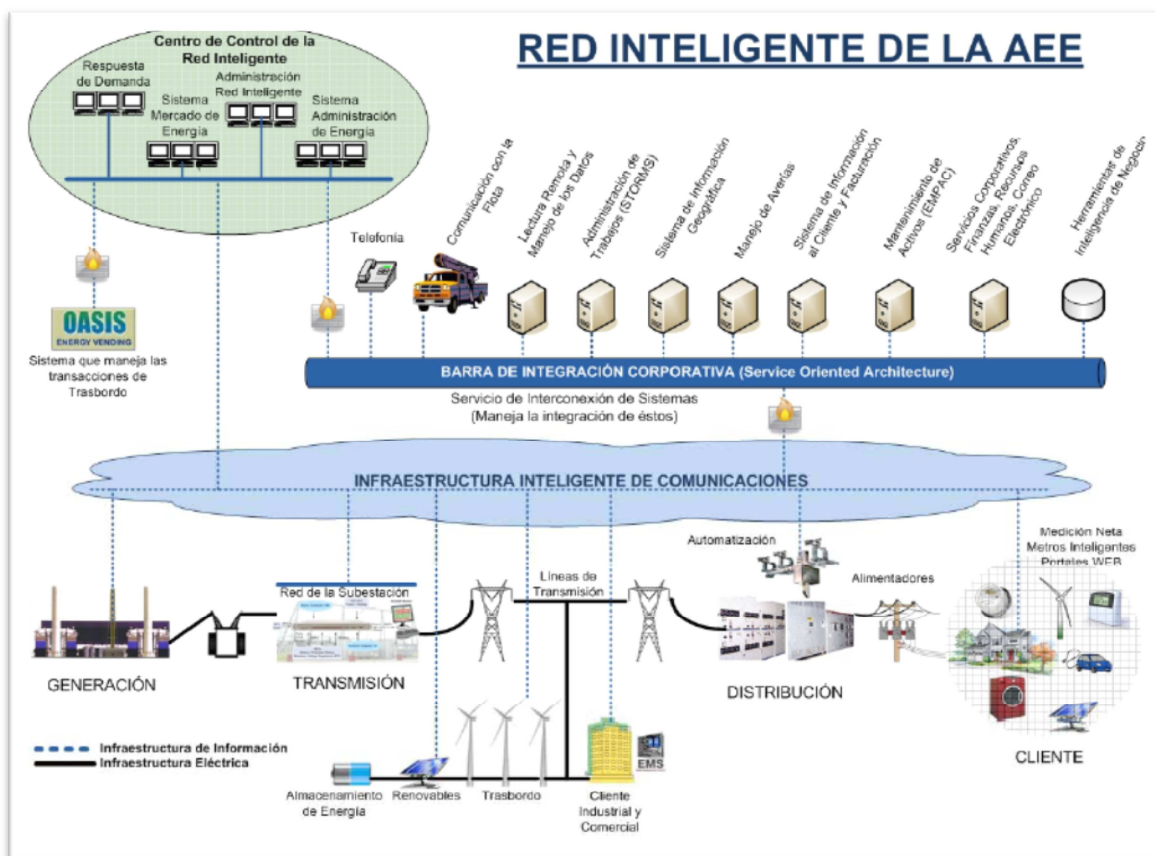 RED INTELIGENTE DE LA AEE
Centro de Control de la
Red Inteligente
Respuesta
de Demanda
Sistema
Mercado de
Energía
Administración
Red Inteligente
Sistema
Administración
de Energía
OASIS
ENERGY VENDING
Sistema que maneja las
transacciones de
Trasbordo
Telefonía
Comunicación con la
Flota
Lectura Remota y
Manejo de los Datos
Administración de
Trabajos (STORMS)
Sistema de Información
Geográfica
Manejo de Averías
Sistema de Información
al Cliente y Facturación
Mantenimiento de
Activos (EMPAC)
Servicios Corporativos,
Finanzas, Recursos
Humanos, Correo
Electrónico
Herramientas de
Inteligencia de Negocio
BARRA DE INTEGRACIÓN CORPORATIVA (Service Oriented Architecture)
Servicio de Interconexión de Sistemas
(Maneja la integración de éstos)
INFRAESTRUCTURA INTELIGENTE DE COMUNICACIONES
Medición Neta
Metros Inteligentes
Portales WEB
Automatización
Alimentadores
Líneas de
Transmisión
Red de la Subestación
GENERACIÓN
TRANSMISIÓN
DISTRIBUCIÓN
CLIENTE
Infraestructura de Información
Infraestructura Eléctrica
EMS
Almacenamiento
de Energía
Renovables
Trasbordo
Cliente
Industrial y
Comercial